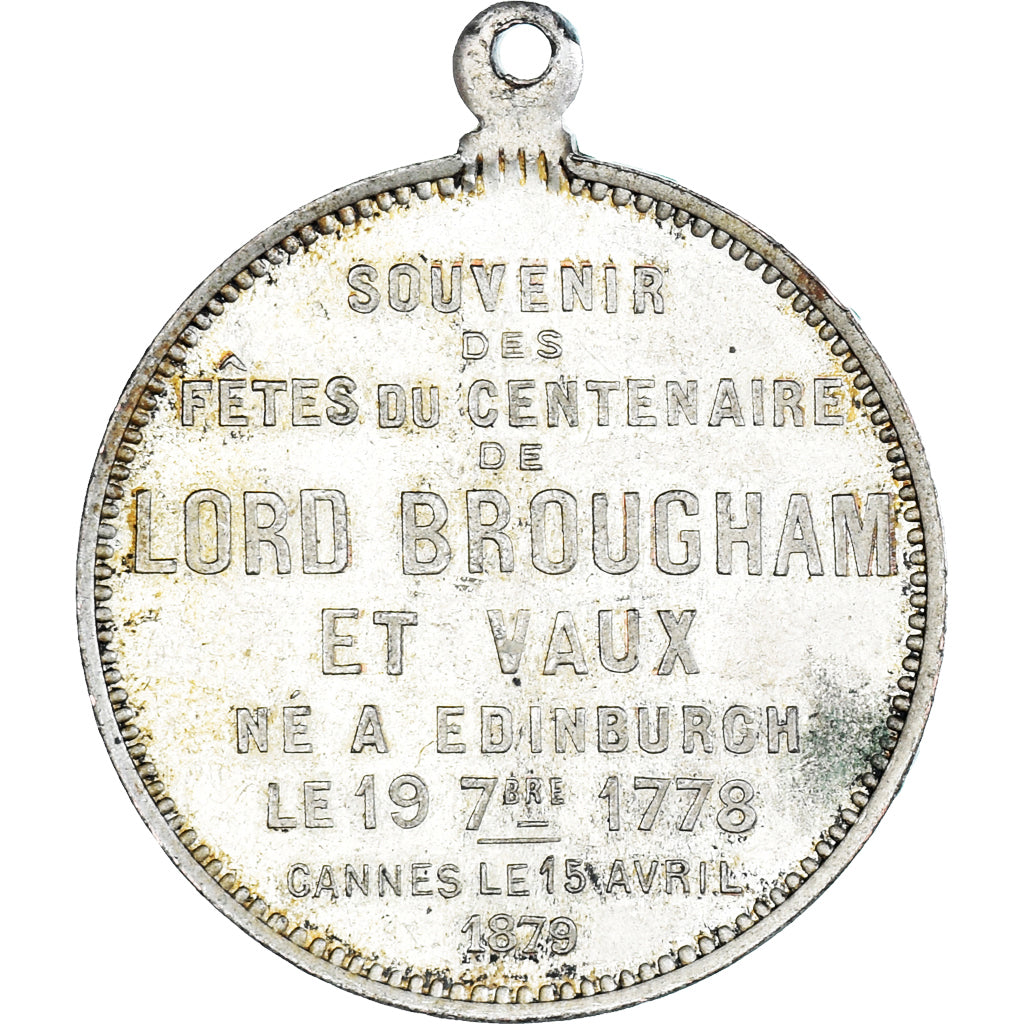 SOUVENIR
DES
FÊTES DU CENTENAIRE
DE
LORD BROUGHAM
ET VAUX
NÉ A EDINBURGH
LE 19 7BRE 1778
CANNES LE 15 AVRIL
1879